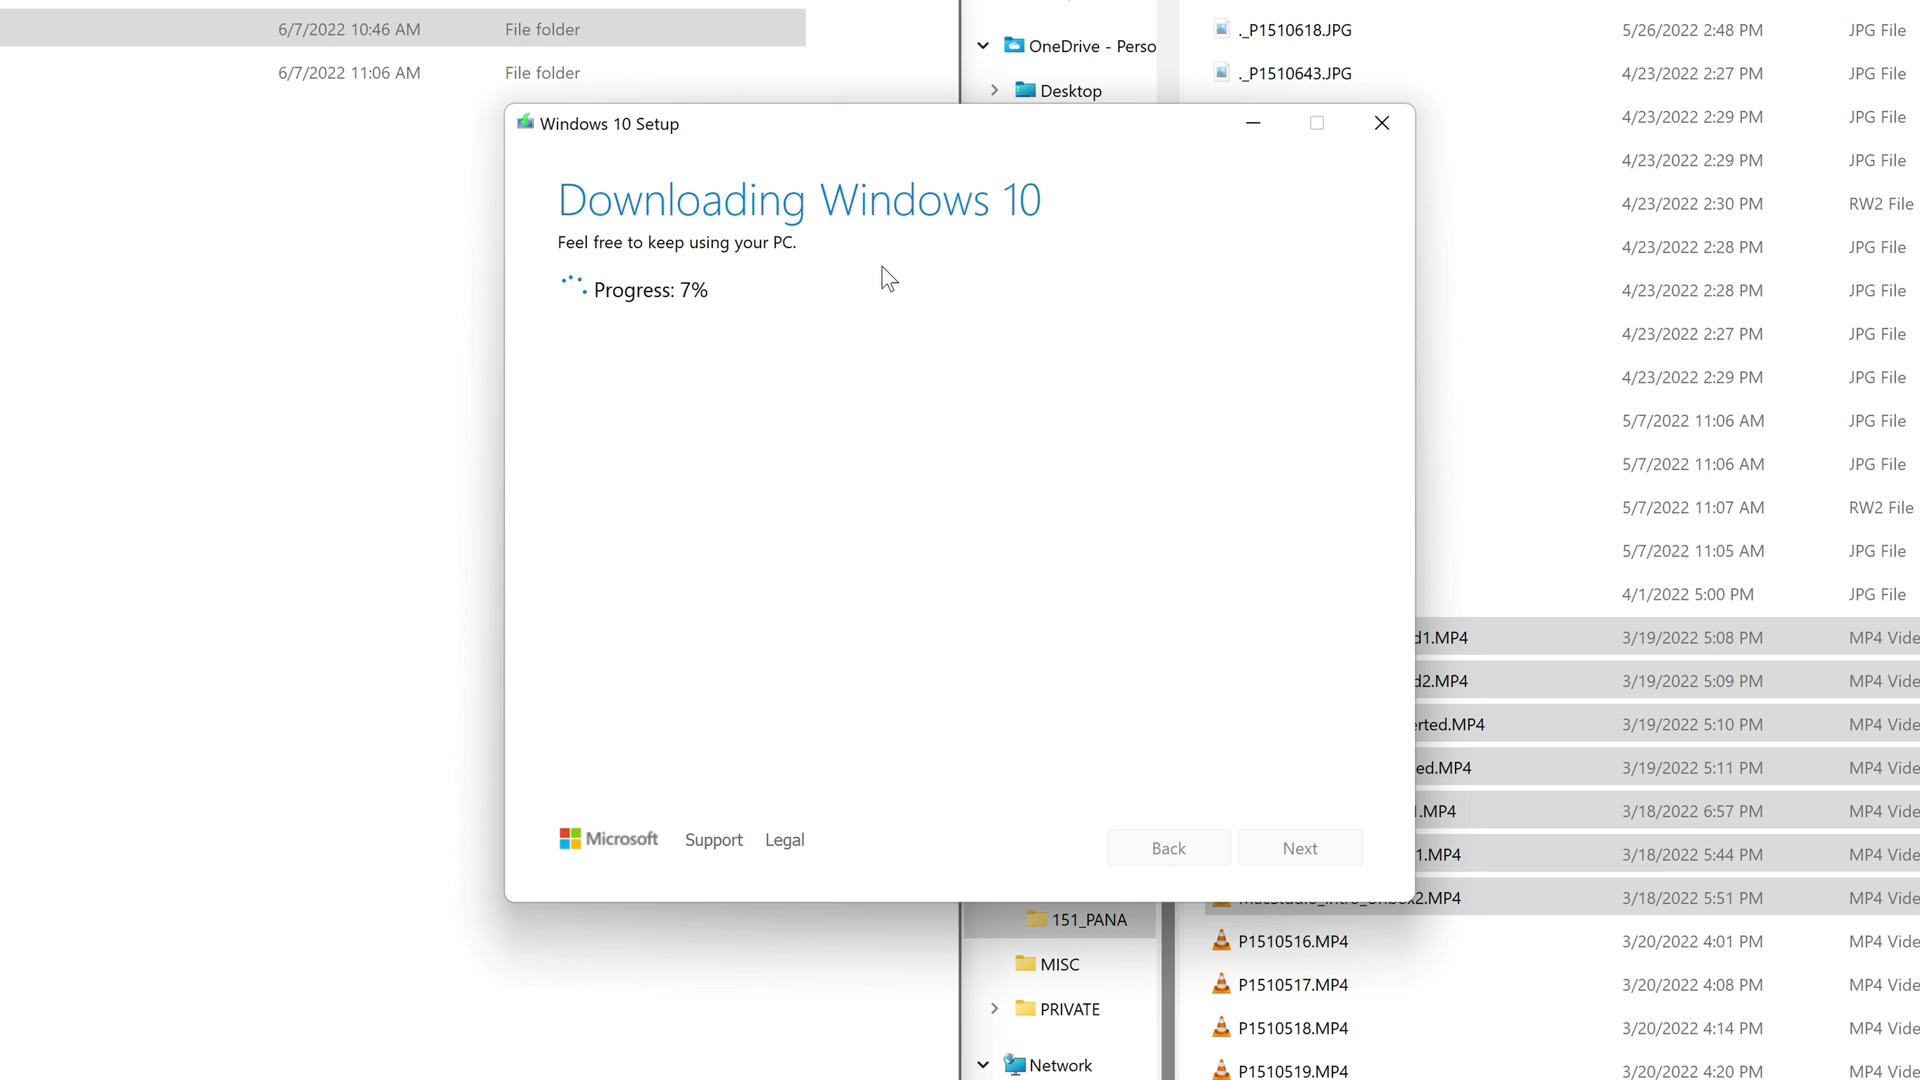 6/7/2022 10:46 AM File folder
6/7/2022 11:06 AM File folder
OneDrive - Perso
Desktop
151_PANA
MISC
PRIVATE
Network
._P1510618.JPG 5/26/2022 2:48 PM JPG File
._P1510643.JPG 4/23/2022 2:27 PM JPG File
4/23/2022 2:29 PM JPG File
4/23/2022 2:29 PM JPG File
4/23/2022 2:30 PM RW2 File
4/23/2022 2:28 PM JPG File
4/23/2022 2:28 PM JPG File
4/23/2022 2:27 PM JPG File
4/23/2022 2:29 PM JPG File
5/7/2022 11:06 AM JPG File
5/7/2022 11:06 AM JPG File
5/7/2022 11:07 AM RW2 File
5/7/2022 11:05 AM JPG File
4/1/2022 5:00 PM JPG File
d1.MP4 3/19/2022 5:08 PM MP4 Vide
d2.MP4 3/19/2022 5:09 PM MP4 Vide
erted.MP4 3/19/2022 5:10 PM MP4 Vide
ed.MP4 3/19/2022 5:11 PM MP4 Vide
.MP4 3/18/2022 6:57 PM MP4 Vide
1.MP4 3/18/2022 5:44 PM MP4 Vide
2.MP4 3/18/2022 5:51 PM MP4 Vide
P1510516.MP4 3/20/2022 4:01 PM MP4 Vide
P1510517.MP4 3/20/2022 4:08 PM MP4 Vide
P1510518.MP4 3/20/2022 4:14 PM MP4 Vide
P1510519.MP4 3/20/2022 4:20 PM MP4 Vide
Windows 10 Setup
Downloading Windows 10
Feel free to keep using your PC.
Progress: 7%
Microsoft Support Legal
Back Next